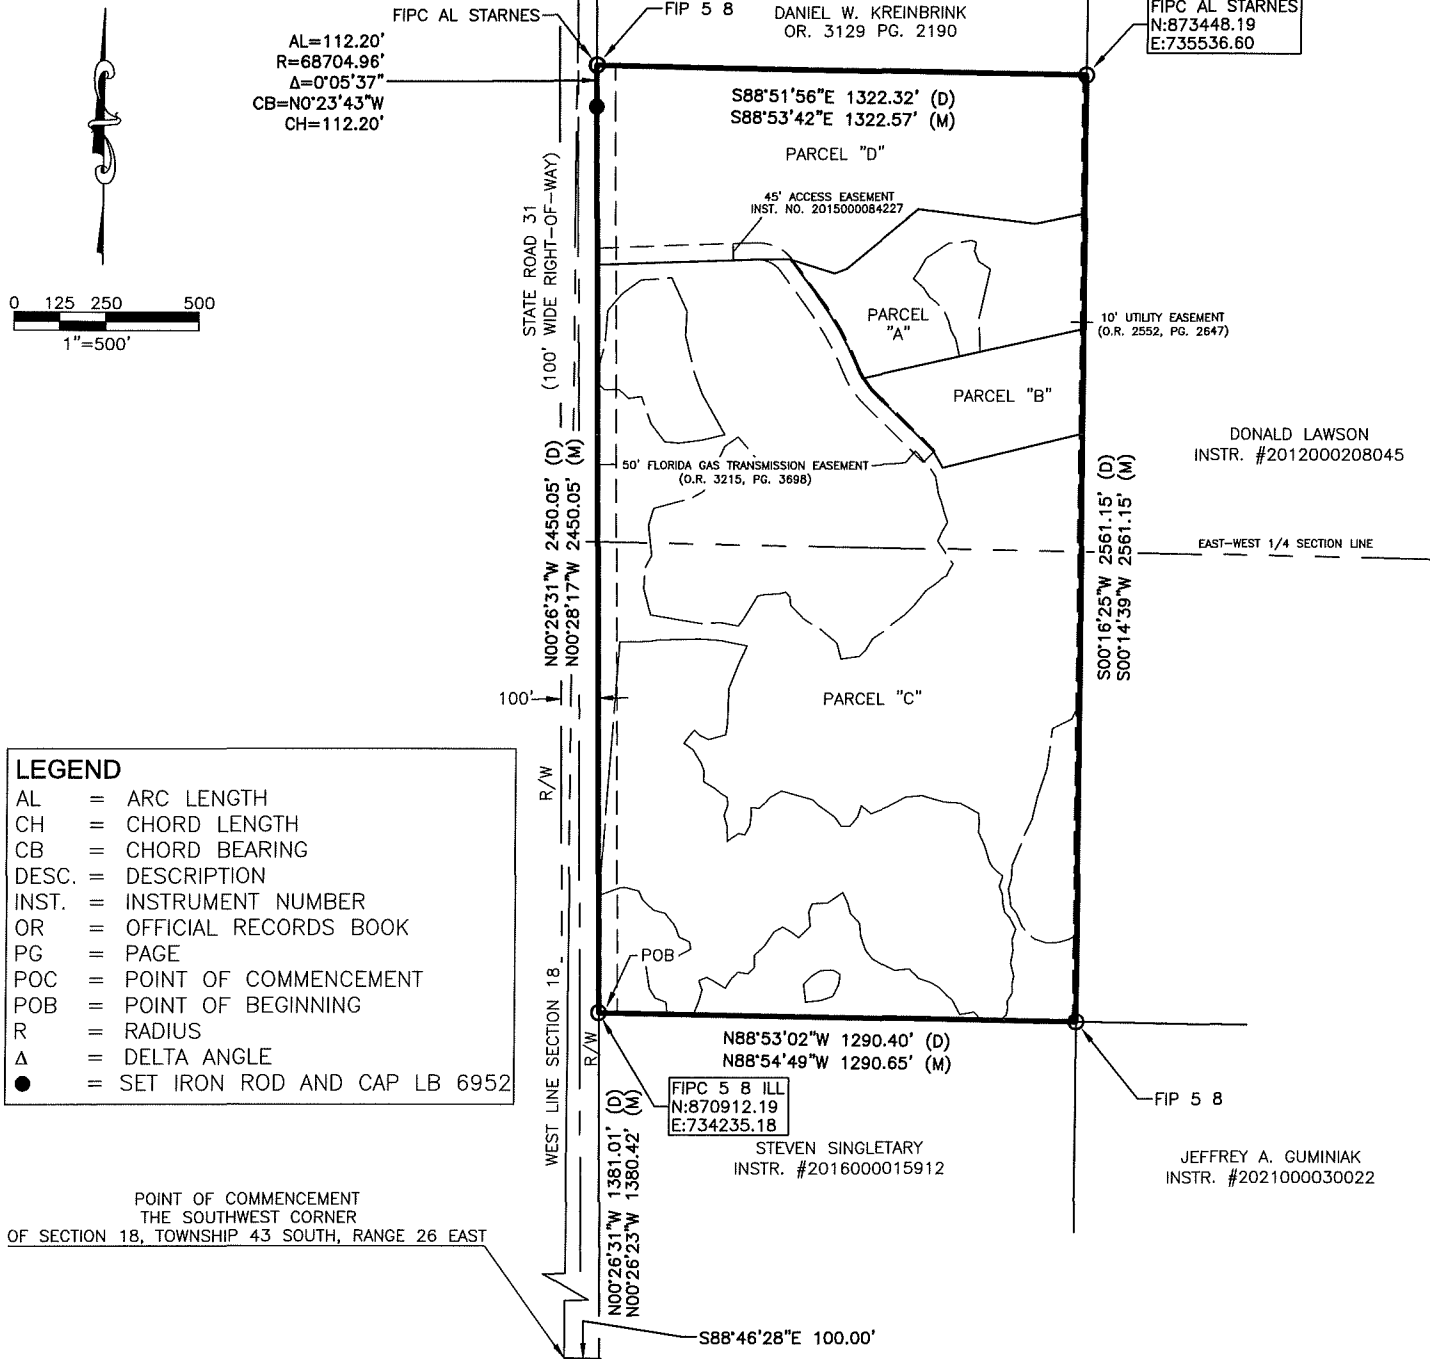 FIPC AL STARNES
FIP 5 8
DANIEL W. KREINBRINK
OR. 3129 PG. 2190
FIPC AL STARNES
N:873448.19
E:735536.60
AL=112.20'
R=68704.96'
Δ=0°05'37"
CB=N0°23'43"W
CH=112.20'
S88°51'56"E 1322.32' (D)
S88°53'42"E 1322.57' (M)
PARCEL "D"
45' ACCESS EASEMENT
INST. NO. 2015000084227
STATE ROAD 31
(100' WIDE RIGHT-OF-WAY)
0 125 250 500
1"=500'
PARCEL
"A"
10' UTILITY EASEMENT
(O.R. 2552, PG. 2647)
PARCEL "B"
DONALD LAWSON
INSTR. #2012000208045
50' FLORIDA GAS TRANSMISSION EASEMENT
(O.R. 3215, PG. 3698)
N00°26'31"W 2450.05' (D)
N00°28'17"W 2450.05' (M)
EAST-WEST 1/4 SECTION LINE
S00°16'25"W 2561.15' (D)
S00°14'39"W 2561.15' (M)
100'
PARCEL "C"
R/W
LEGEND
AL = ARC LENGTH
CH = CHORD LENGTH
CB = CHORD BEARING
DESC. = DESCRIPTION
INST. = INSTRUMENT NUMBER
OR = OFFICIAL RECORDS BOOK
PG = PAGE
POC = POINT OF COMMENCEMENT
POB = POINT OF BEGINNING
R = RADIUS
Δ = DELTA ANGLE
● = SET IRON ROD AND CAP LB 6952
POB
WEST LINE SECTION 18
R/W
N88°53'02"W 1290.40' (D)
N88°54'49"W 1290.65' (M)
FIPC 5 8 ILL
N:870912.19
E:734235.18
FIP 5 8
STEVEN SINGLETARY
INSTR. #2016000015912
JEFFREY A. GUMINIAK
INSTR. #2021000030022
N00°26'31"W 1381.01' (D)
N00°26'23"W 1380.42' (M)
POINT OF COMMENCEMENT
THE SOUTHWEST CORNER
OF SECTION 18, TOWNSHIP 43 SOUTH, RANGE 26 EAST
S88°46'28"E 100.00'